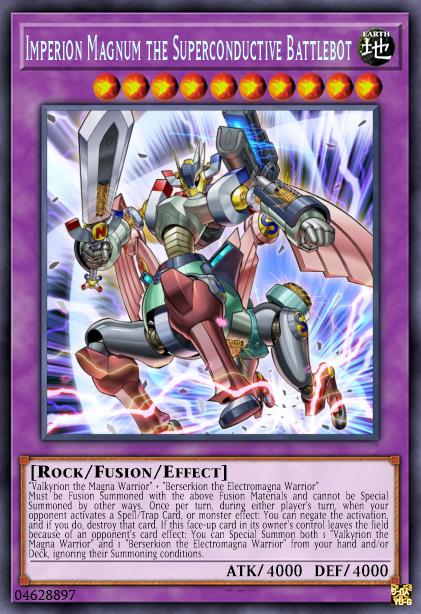 Imperion Magnum the Superconductive Battlebot
EARTH
地
N
[Rock/Fusion/Effect]
"Valkyrion the Magna Warrior" + "Berserkion the Electromagna Warrior"
Must be Fusion Summoned with the above Fusion Materials and cannot be Special
Summoned by other ways. Once per turn, during either player's turn, when your
opponent activates a Spell/Trap Card, or monster effect: You can negate the activation,
and if you do, destroy that card. If this face-up card in its owner's control leaves the field
because of an opponent's card effect: You can Special Summon both 1 "Valkyrion the
Magna Warrior" and 1 "Berserkion the Electromagna Warrior" from your hand and/or
Deck, ignoring their Summoning conditions.
ATK/4000 DEF/4000
04628897